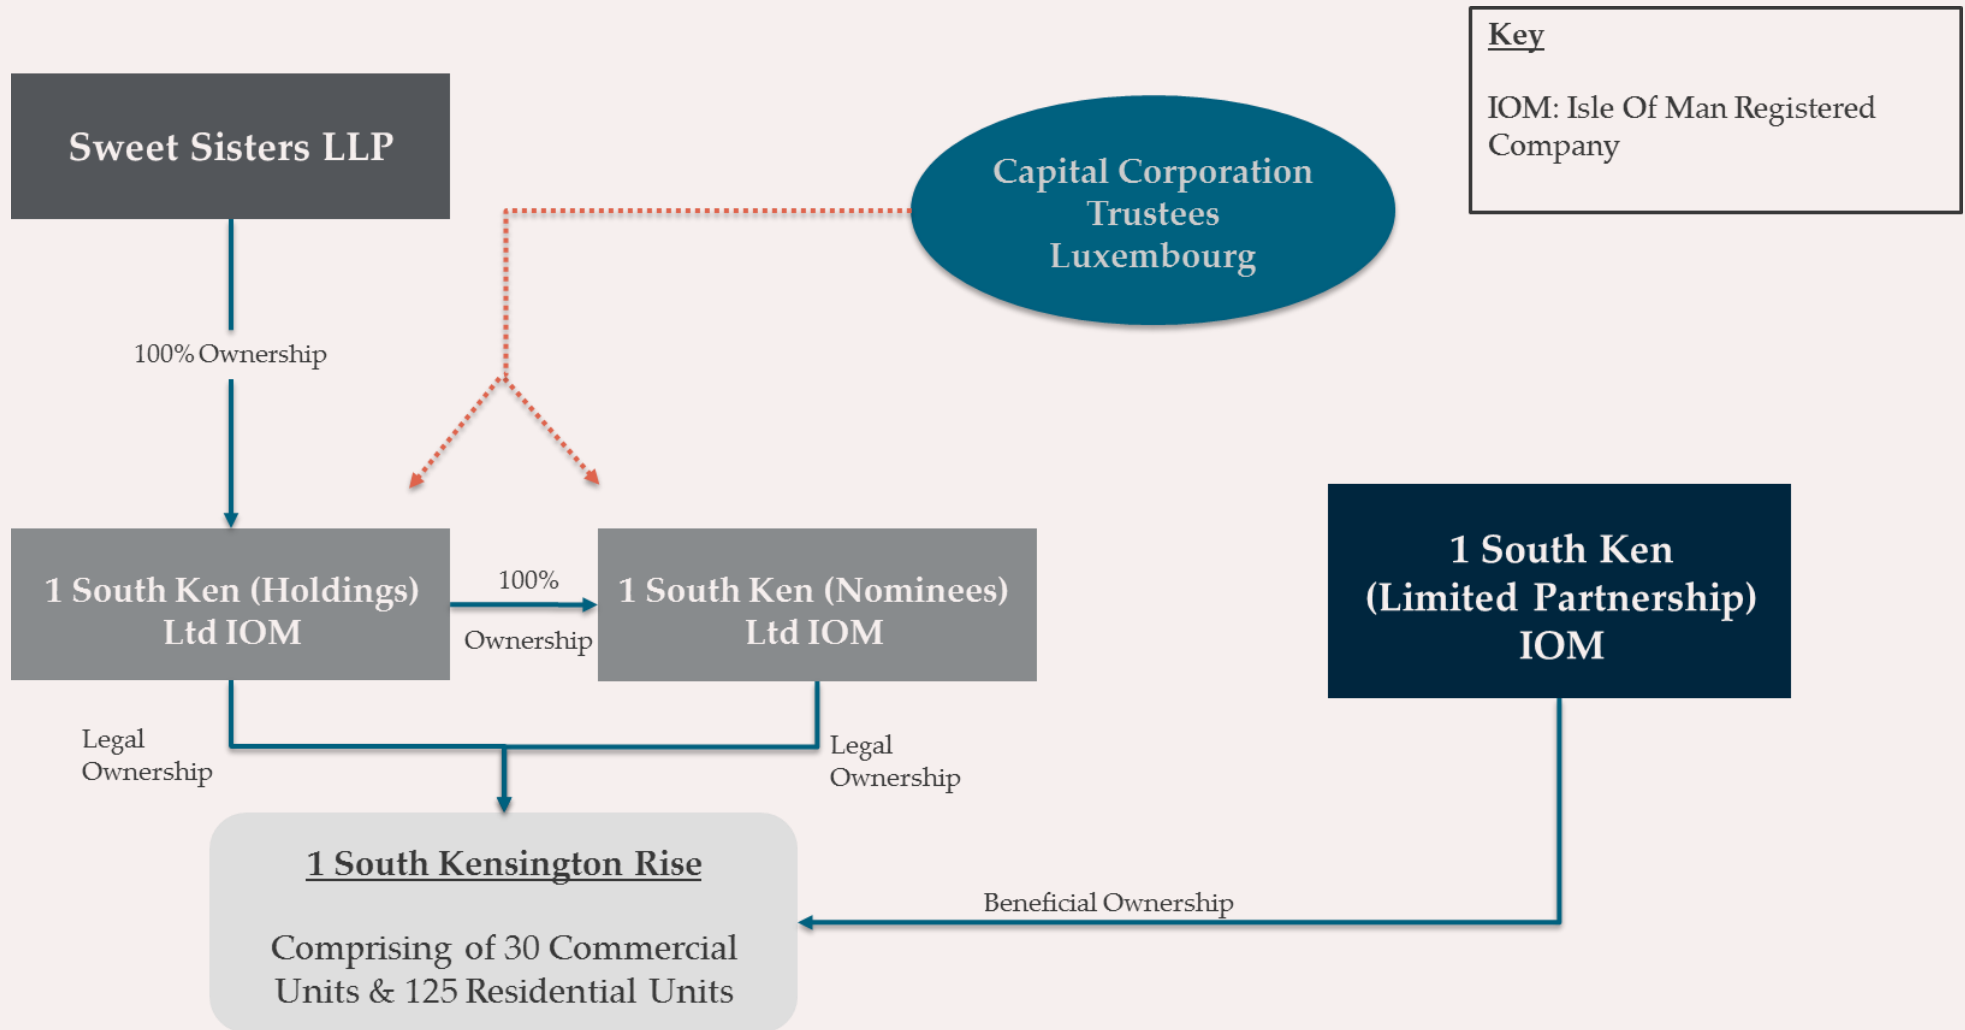 Key
IOM: Isle Of Man Registered
Company
Sweet Sisters LLP
Capital Corporation
Trustees
Luxembourg
100% Ownership
1 South Ken (Holdings)
Ltd IOM
100%
Ownership
1 South Ken (Nominees)
Ltd IOM
1 South Ken
(Limited Partnership)
IOM
Legal
Ownership
Legal
Ownership
1 South Kensington Rise
Comprising of 30 Commercial
Units & 125 Residential Units
Beneficial Ownership